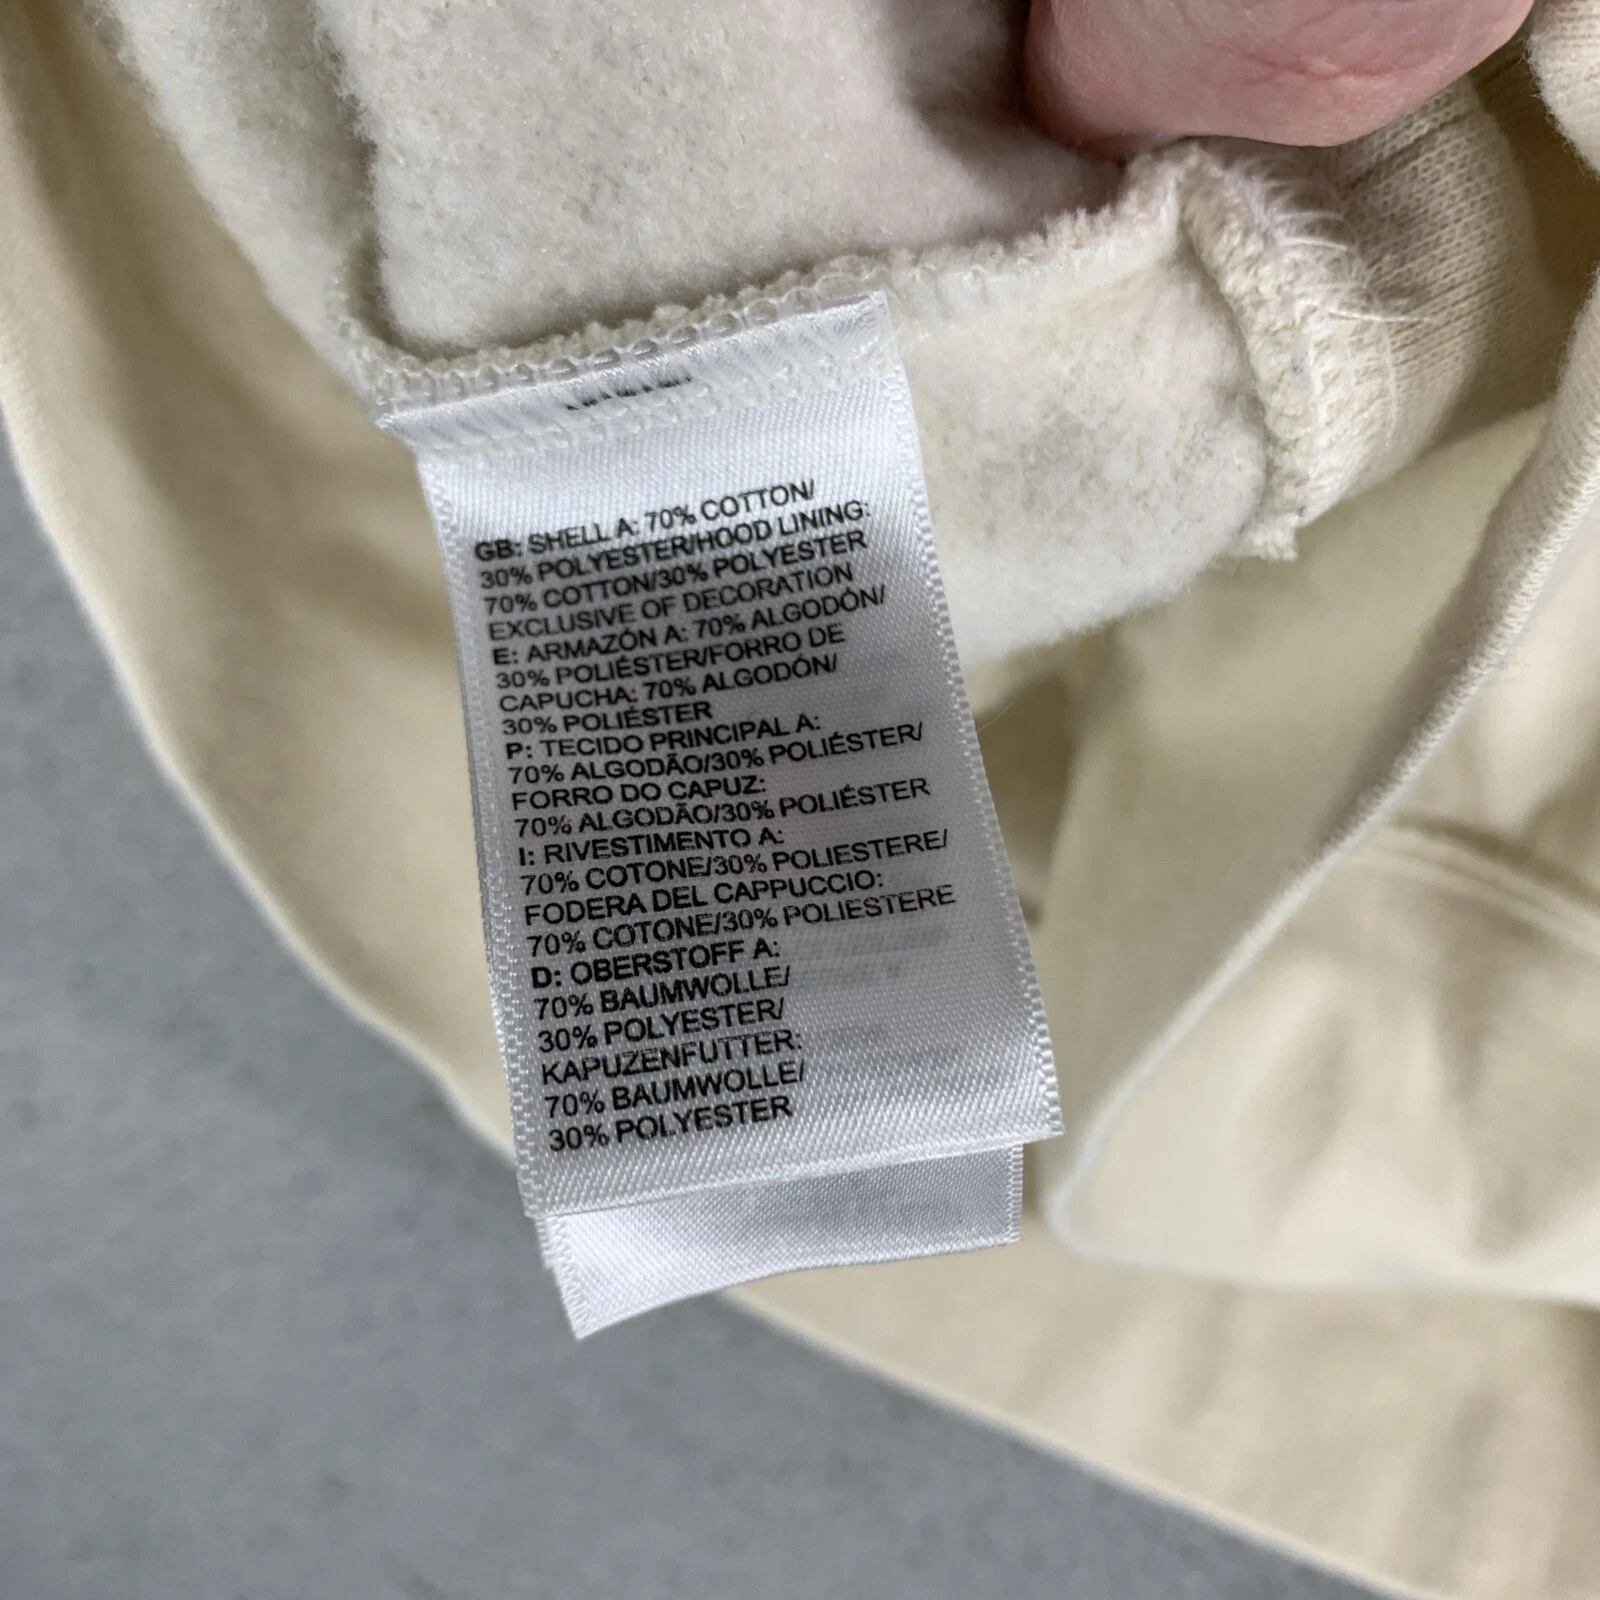 GB: SHELL A: 70% COTTON/
30% POLYESTER/HOOD LINING:
70% COTTON/30% POLYESTER
EXCLUSIVE OF DECORATION
E: ARMAZÓN A: 70% ALGODÓN/
30% POLIÉSTER/FORRO DE
CAPUCHA: 70% ALGODÓN/
30% POLIÉSTER
P: TECIDO PRINCIPAL A:
70% ALGODÃO/30% POLIÉSTER/
FORRO DO CAPUZ:
70% ALGODÃO/30% POLIÉSTER
I: RIVESTIMENTO A:
70% COTONE/30% POLIESTERE/
FODERA DEL CAPPUCCIO:
70% COTONE/30% POLIESTERE
D: OBERSTOFF A:
70% BAUMWOLLE/
30% POLYESTER/
KAPUZENFUTTER:
70% BAUMWOLLE/
30% POLYESTER